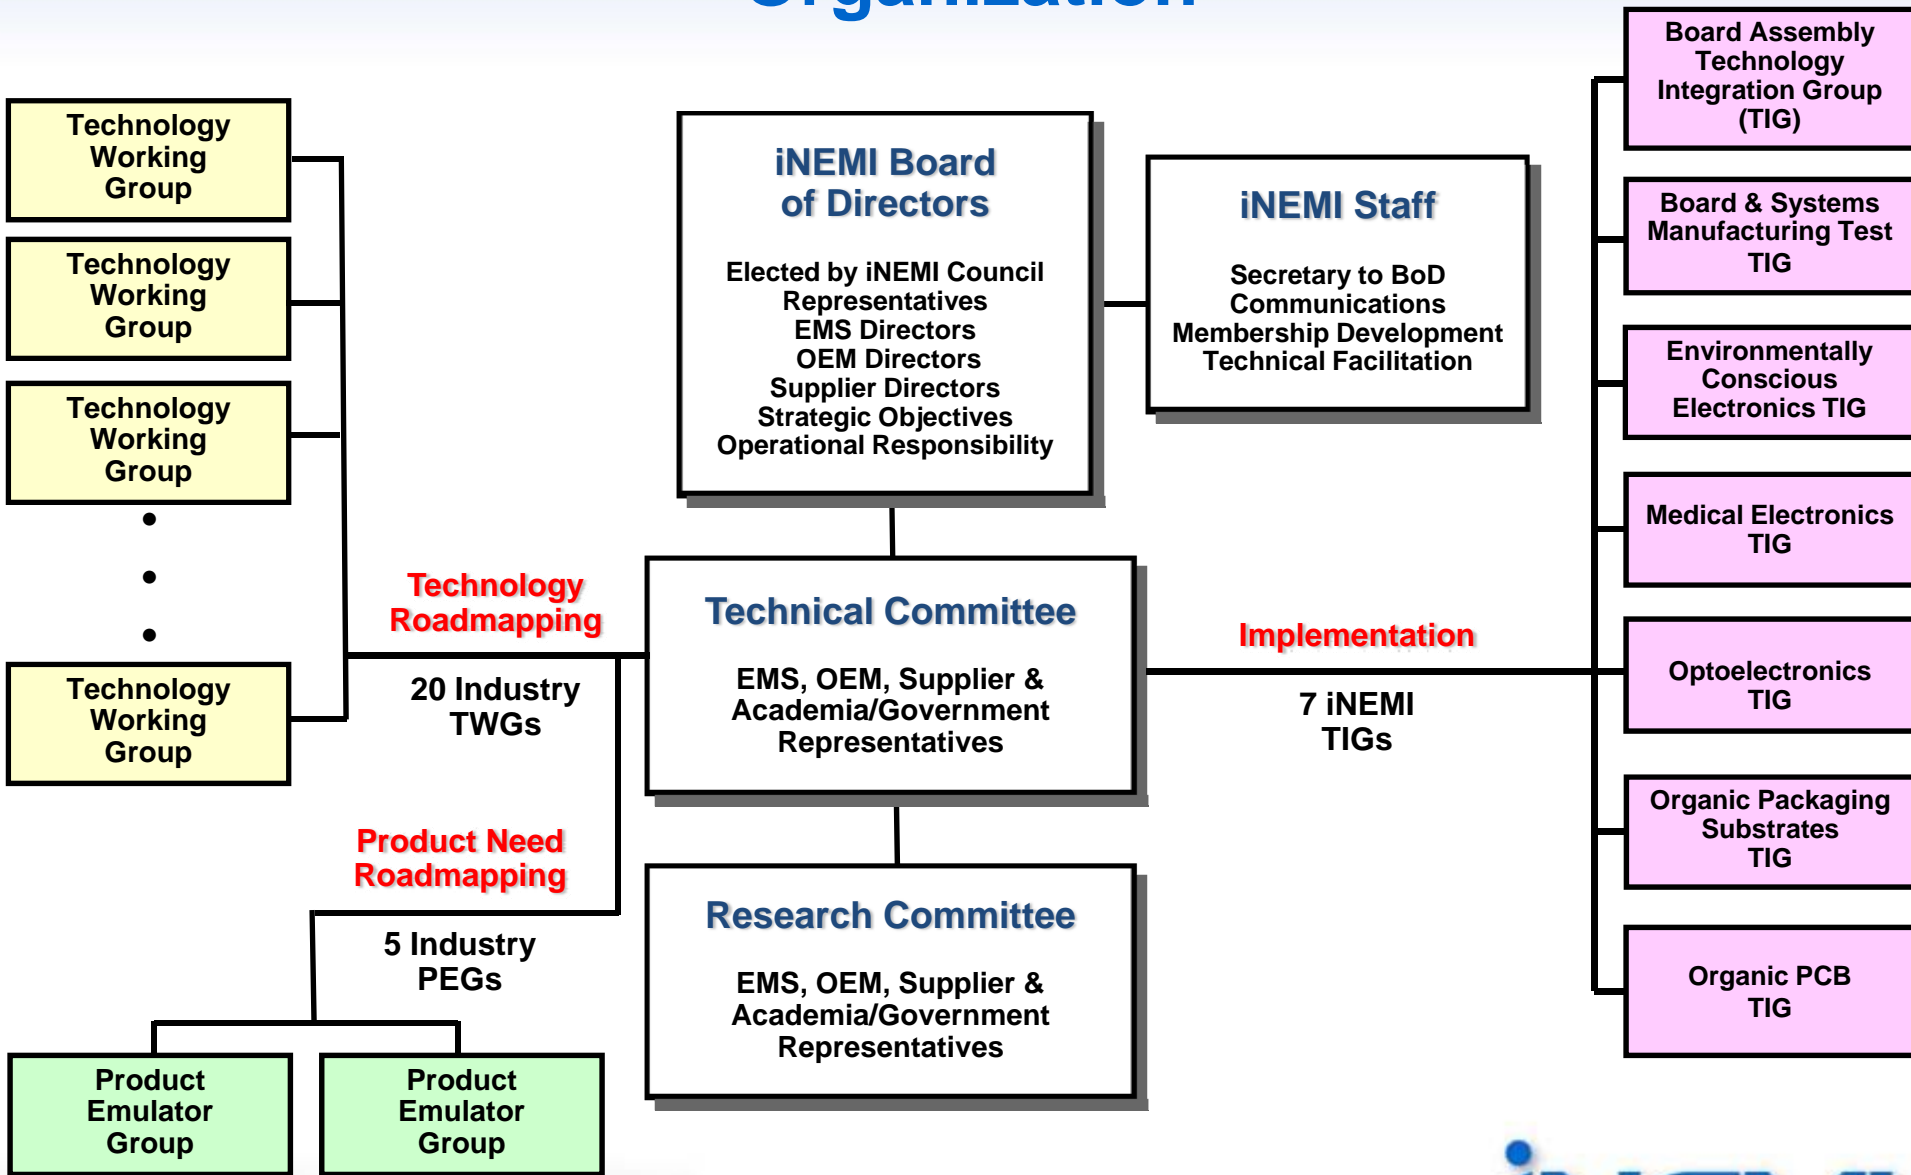 Organization
Technology
Working
Group
Technology
Working
Group
Technology
Working
Group
•
•
•
Technology
Working
Group
Technology
Roadmapping
20 Industry
TWGs
Product Need
Roadmapping
5 Industry
PEGs
Product
Emulator
Group
Product
Emulator
Group
iNEMI Board
of Directors
Elected by iNEMI Council
Representatives
EMS Directors
OEM Directors
Supplier Directors
Strategic Objectives
Operational Responsibility
iNEMI Staff
Secretary to BoD
Communications
Membership Development
Technical Facilitation
Technical Committee
EMS, OEM, Supplier &
Academia/Government
Representatives
Research Committee
EMS, OEM, Supplier &
Academia/Government
Representatives
Implementation
7 iNEMI
TIGs
Board Assembly
Technology
Integration Group
(TIG)
Board & Systems
Manufacturing Test
TIG
Environmentally
Conscious
Electronics TIG
Medical Electronics
TIG
Optoelectronics
TIG
Organic Packaging
Substrates
TIG
Organic PCB
TIG